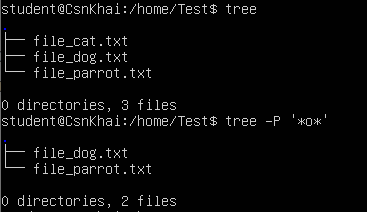 student@CsnKhai:/home/Test$ tree
.
├── file_cat.txt
├── file_dog.txt
└── file_parrot.txt
0 directories, 3 files
student@CsnKhai:/home/Test$ tree -P '*o*'
.
├── file_dog.txt
└── file_parrot.txt
0 directories, 2 files